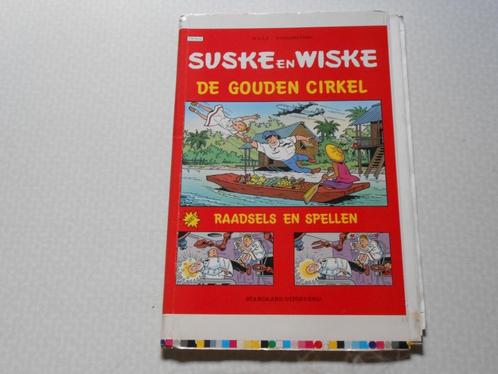 SUSKE EN WISKE
DE GOUDEN CIRKEL
RAADSELS EN SPELLEN
STANDAARD UITGEVERIJ